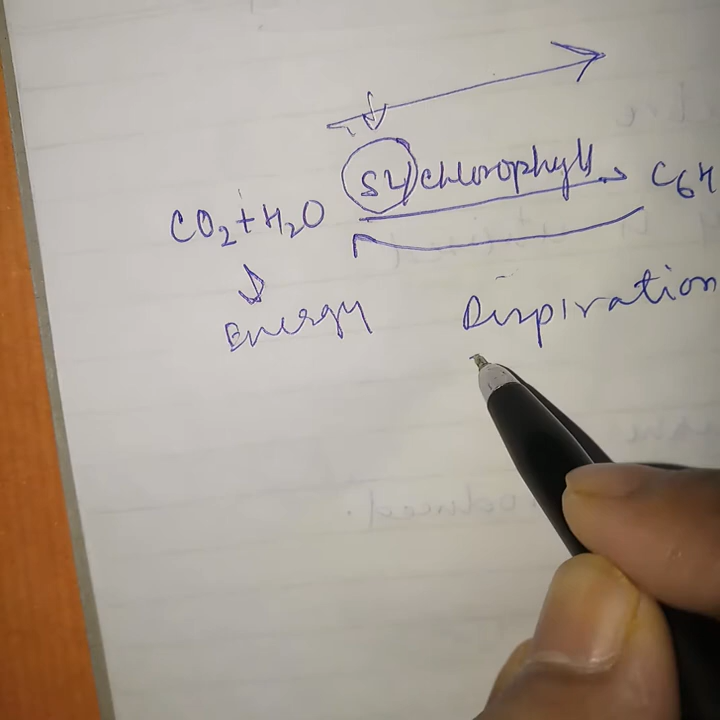 SL chlorophyll
CO2 + H2O → C6H
Energy Respiration